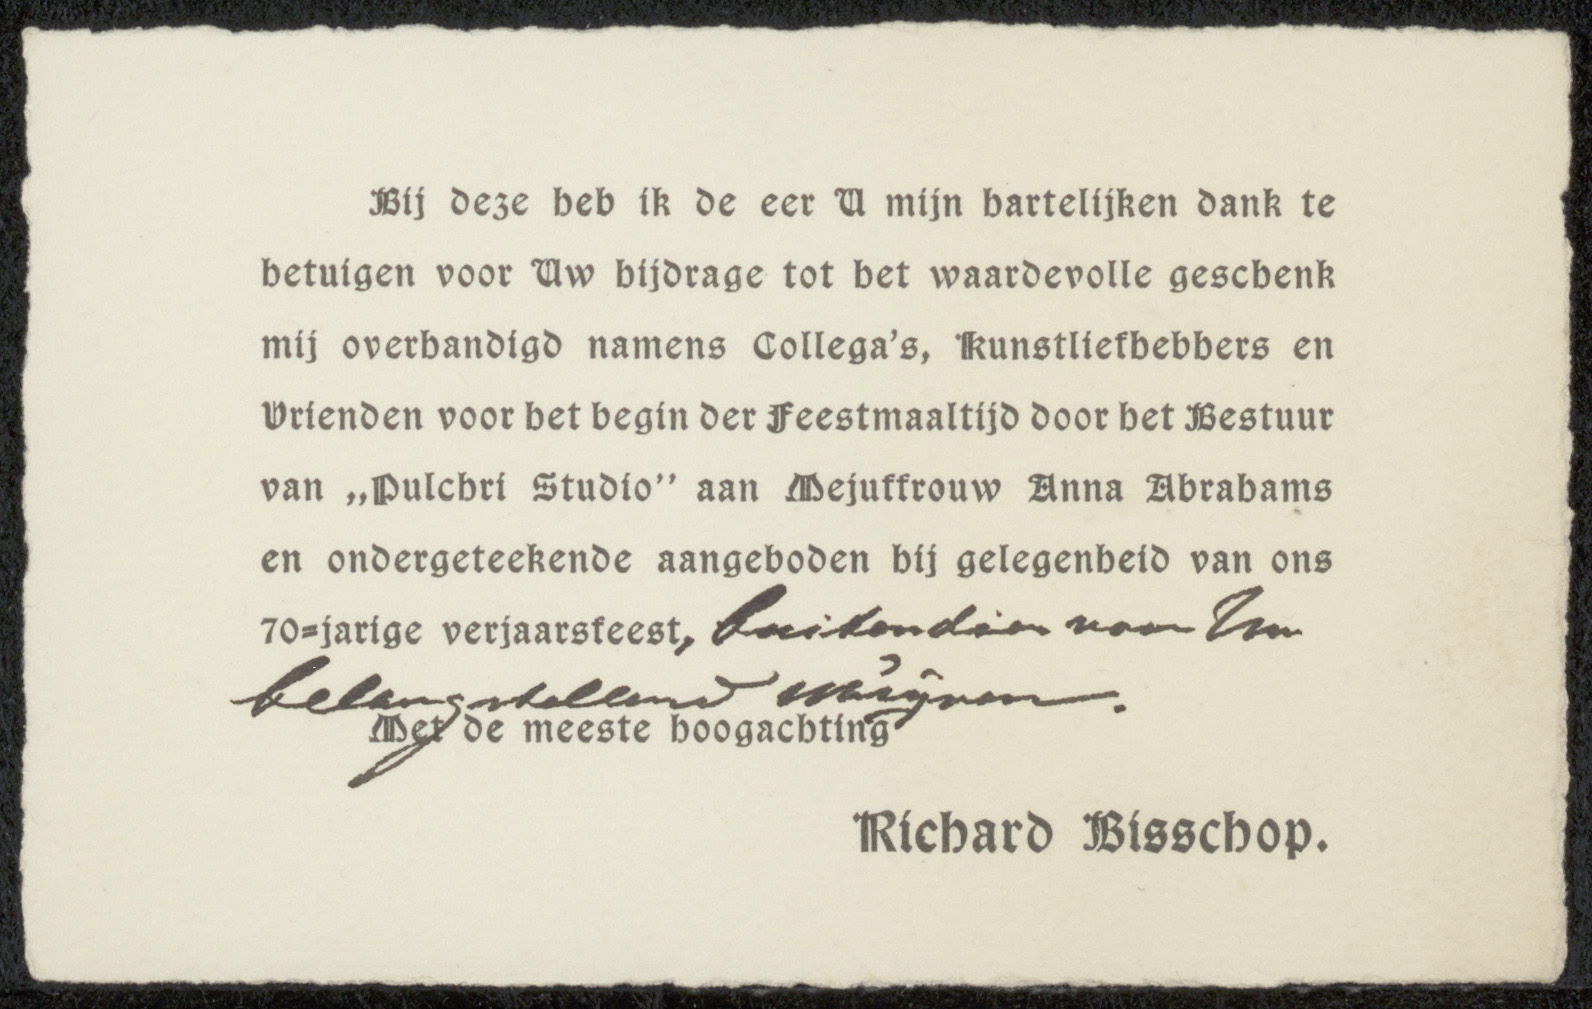 Bij deze heb ik de eer U mijn hartelijken dank te
betuigen voor Uw bijdrage tot het waardevolle geschenk
mij overhandigd namens Collega's, Kunstliefhebbers en
Vrienden voor het begin der Feestmaaltijd door het Bestuur
van „Pulchri Studio” aan Mejuffrouw Anna Abrahams
en ondergeteekende aangeboden bij gelegenheid van ons
70=jarige verjaarsfeest, buitendien voor Uw
belangstellend schrijven.
Met de meeste hoogachting
Richard Bisschop.